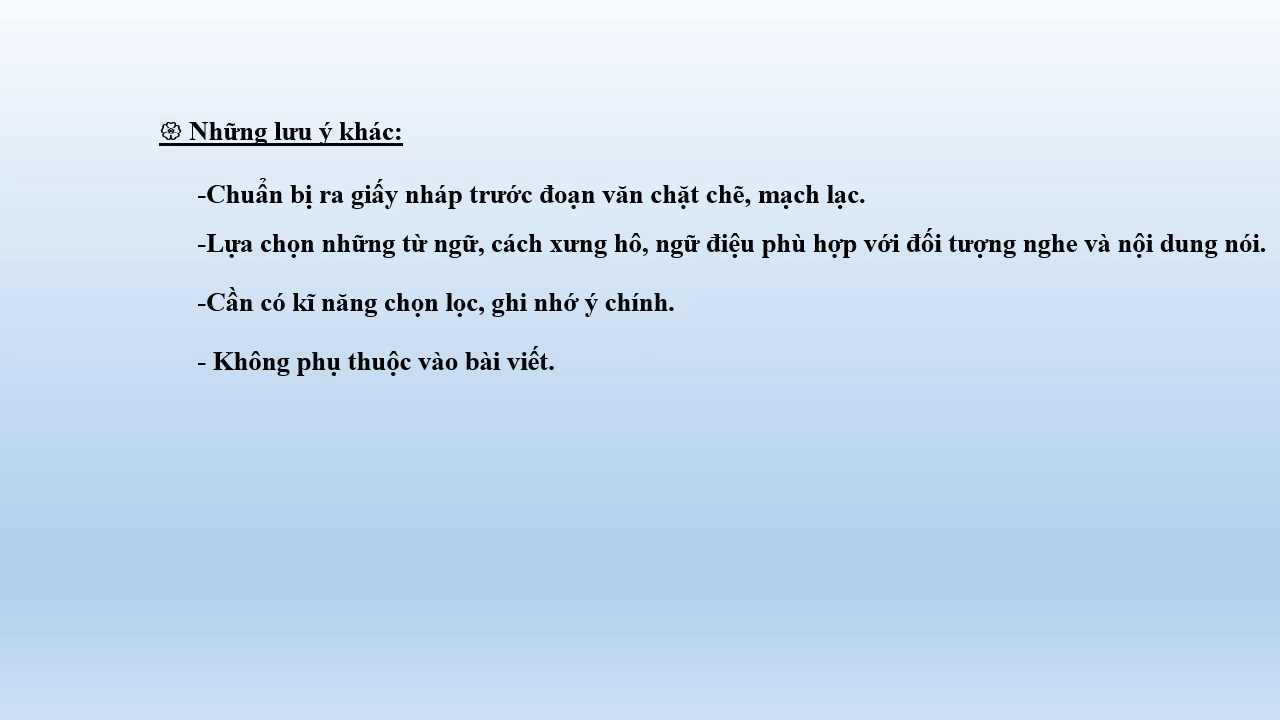 🏵 Những lưu ý khác:
-Chuẩn bị ra giấy nháp trước đoạn văn chặt chẽ, mạch lạc.
-Lựa chọn những từ ngữ, cách xưng hô, ngữ điệu phù hợp với đối tượng nghe và nội dung nói.
-Cần có kĩ năng chọn lọc, ghi nhớ ý chính.
- Không phụ thuộc vào bài viết.